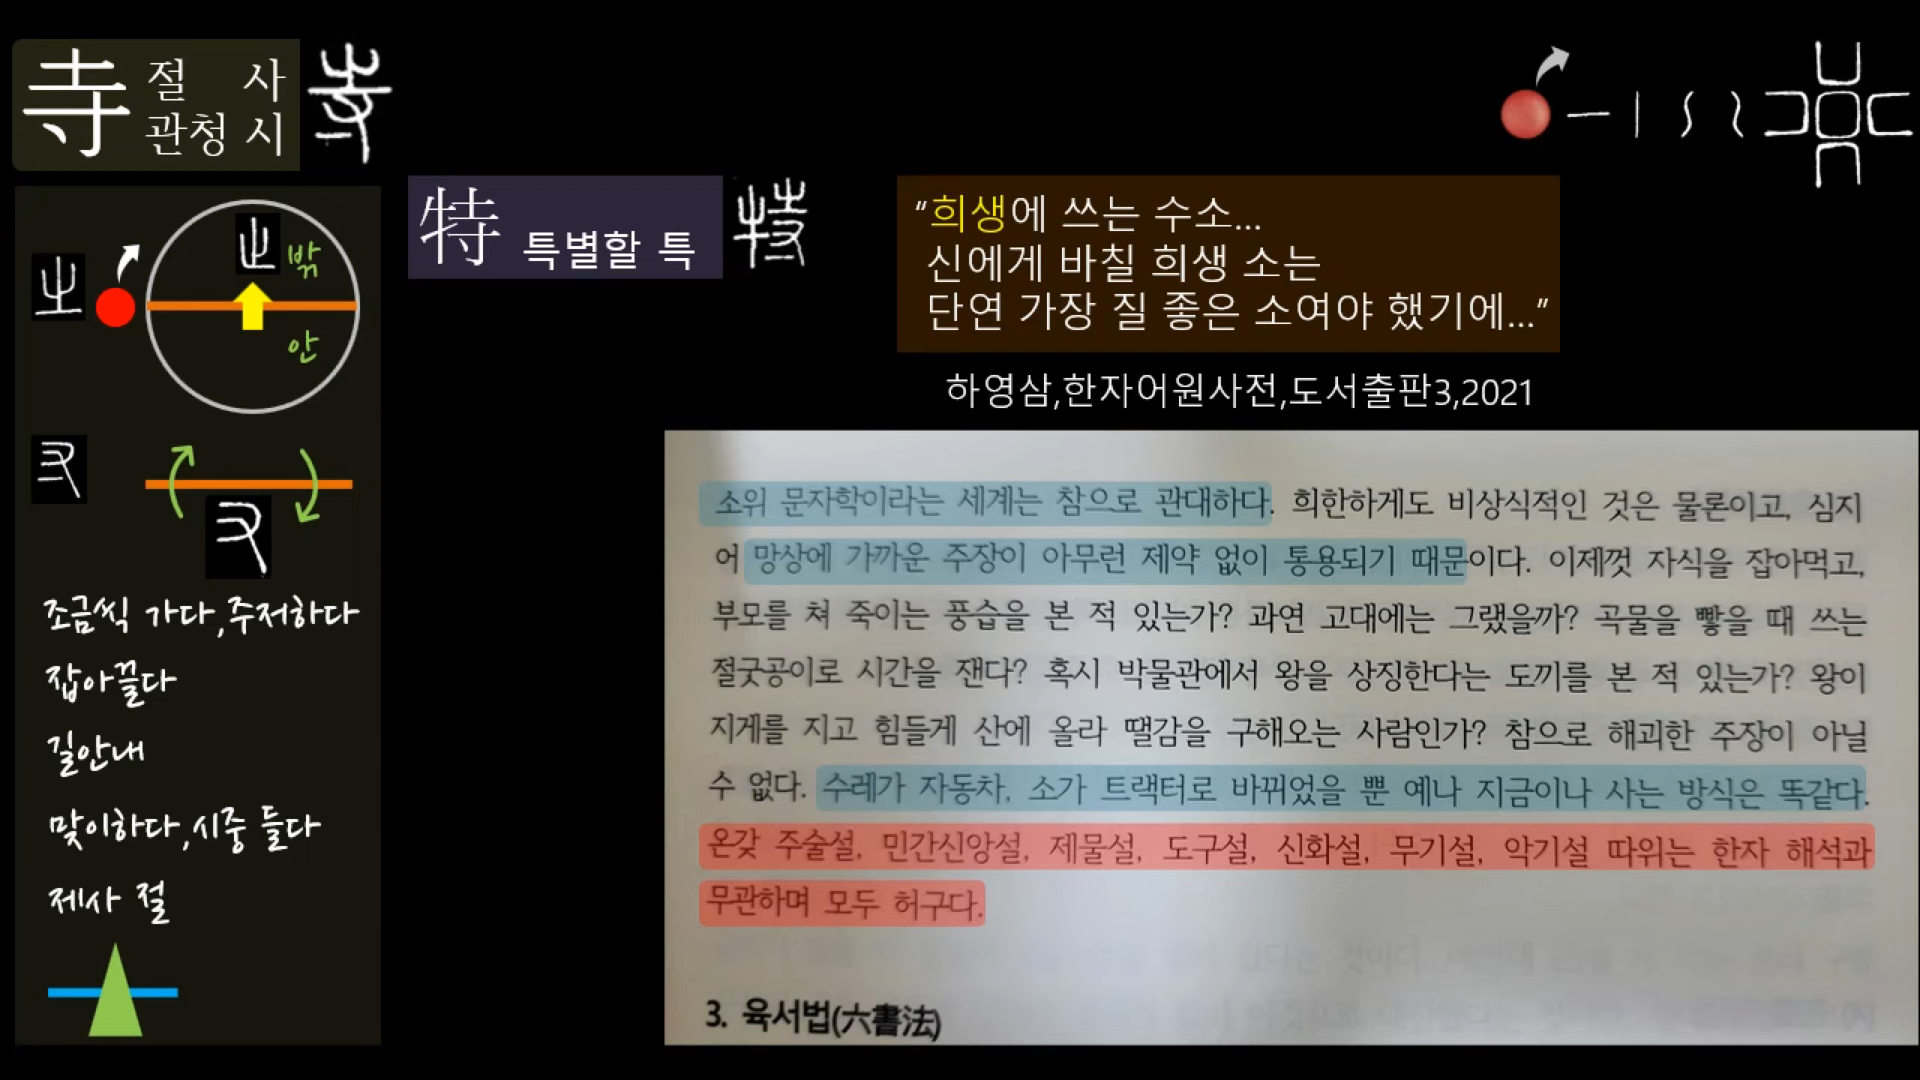 寺 절 사
관청 시
밖
안
조금씩 가다,주저하다
잡아끌다
길안내
맞이하다,시중 들다
제사 절
特 특별할 특
“희생에 쓰는 수소...
신에게 바칠 희생 소는
단연 가장 질 좋은 소여야 했기에...”
하영삼,한자어원사전,도서출판3,2021
소위 문자학이라는 세계는 참으로 관대하다. 희한하게도 비상식적인 것은 물론이고, 심지
어 망상에 가까운 주장이 아무런 제약 없이 통용되기 때문이다. 이제껏 자식을 잡아먹고,
부모를 쳐 죽이는 풍습을 본 적 있는가? 과연 고대에는 그랬을까? 곡물을 빻을 때 쓰는
절굿공이로 시간을 잰다? 혹시 박물관에서 왕을 상징한다는 도끼를 본 적 있는가? 왕이
지게를 지고 힘들게 산에 올라 땔감을 구해오는 사람인가? 참으로 해괴한 주장이 아닐
수 없다. 수레가 자동차, 소가 트랙터로 바뀌었을 뿐 예나 지금이나 사는 방식은 똑같다.
온갖 주술설, 민간신앙설, 제물설, 도구설, 신화설, 무기설, 악기설 따위는 한자 해석과
무관하며 모두 허구다.
3. 육서법(六書法)